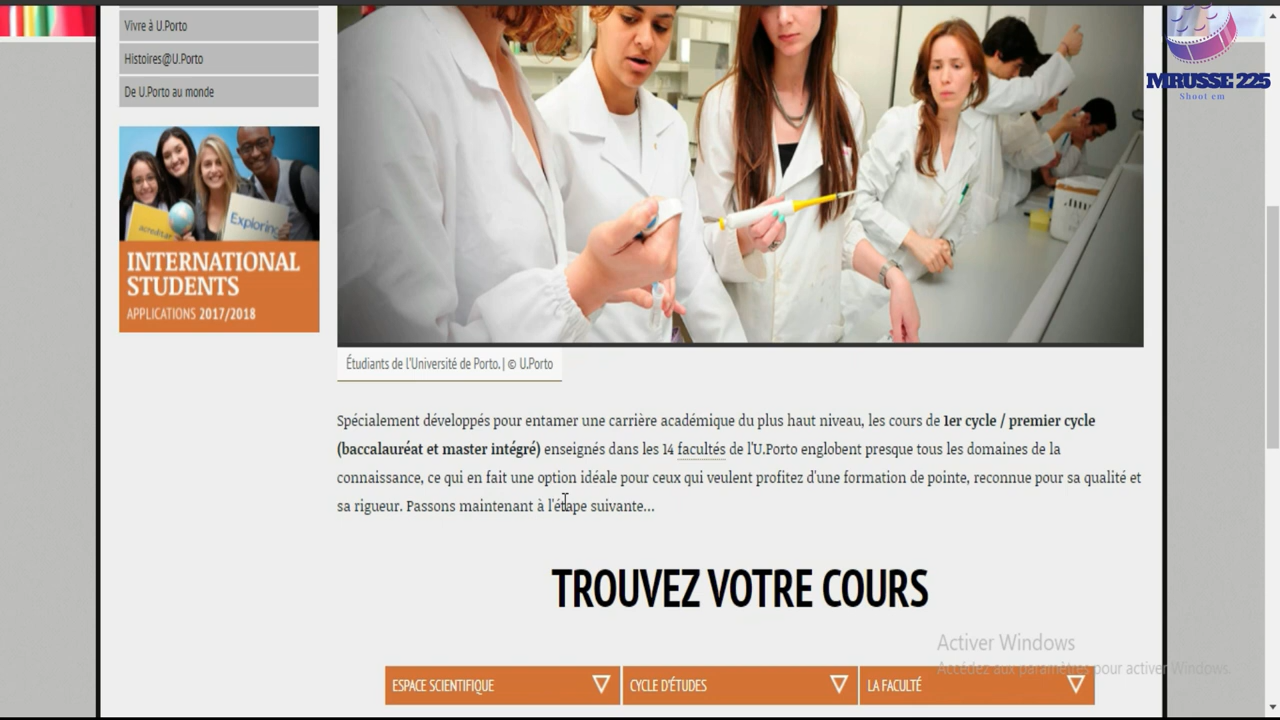 Vivre à U.Porto
Histoires@U.Porto
De U.Porto au monde
Exploring
INTERNATIONAL
STUDENTS
APPLICATIONS 2017/2018
MRUSSE 225
Shoot em
Étudiants de l'Université de Porto. | © U.Porto
Spécialement développés pour entamer une carrière académique du plus haut niveau, les cours de 1er cycle / premier cycle
(baccalauréat et master intégré) enseignés dans les 14 facultés de l'U.Porto englobent presque tous les domaines de la
connaissance, ce qui en fait une option idéale pour ceux qui veulent profitez d'une formation de pointe, reconnue pour sa qualité et
sa rigueur. Passons maintenant à l'étape suivante...
TROUVEZ VOTRE COURS
Activer Windows
Accédez aux paramètres pour activer Windows.
ESPACE SCIENTIFIQUE
CYCLE D'ÉTUDES
LA FACULTÉ